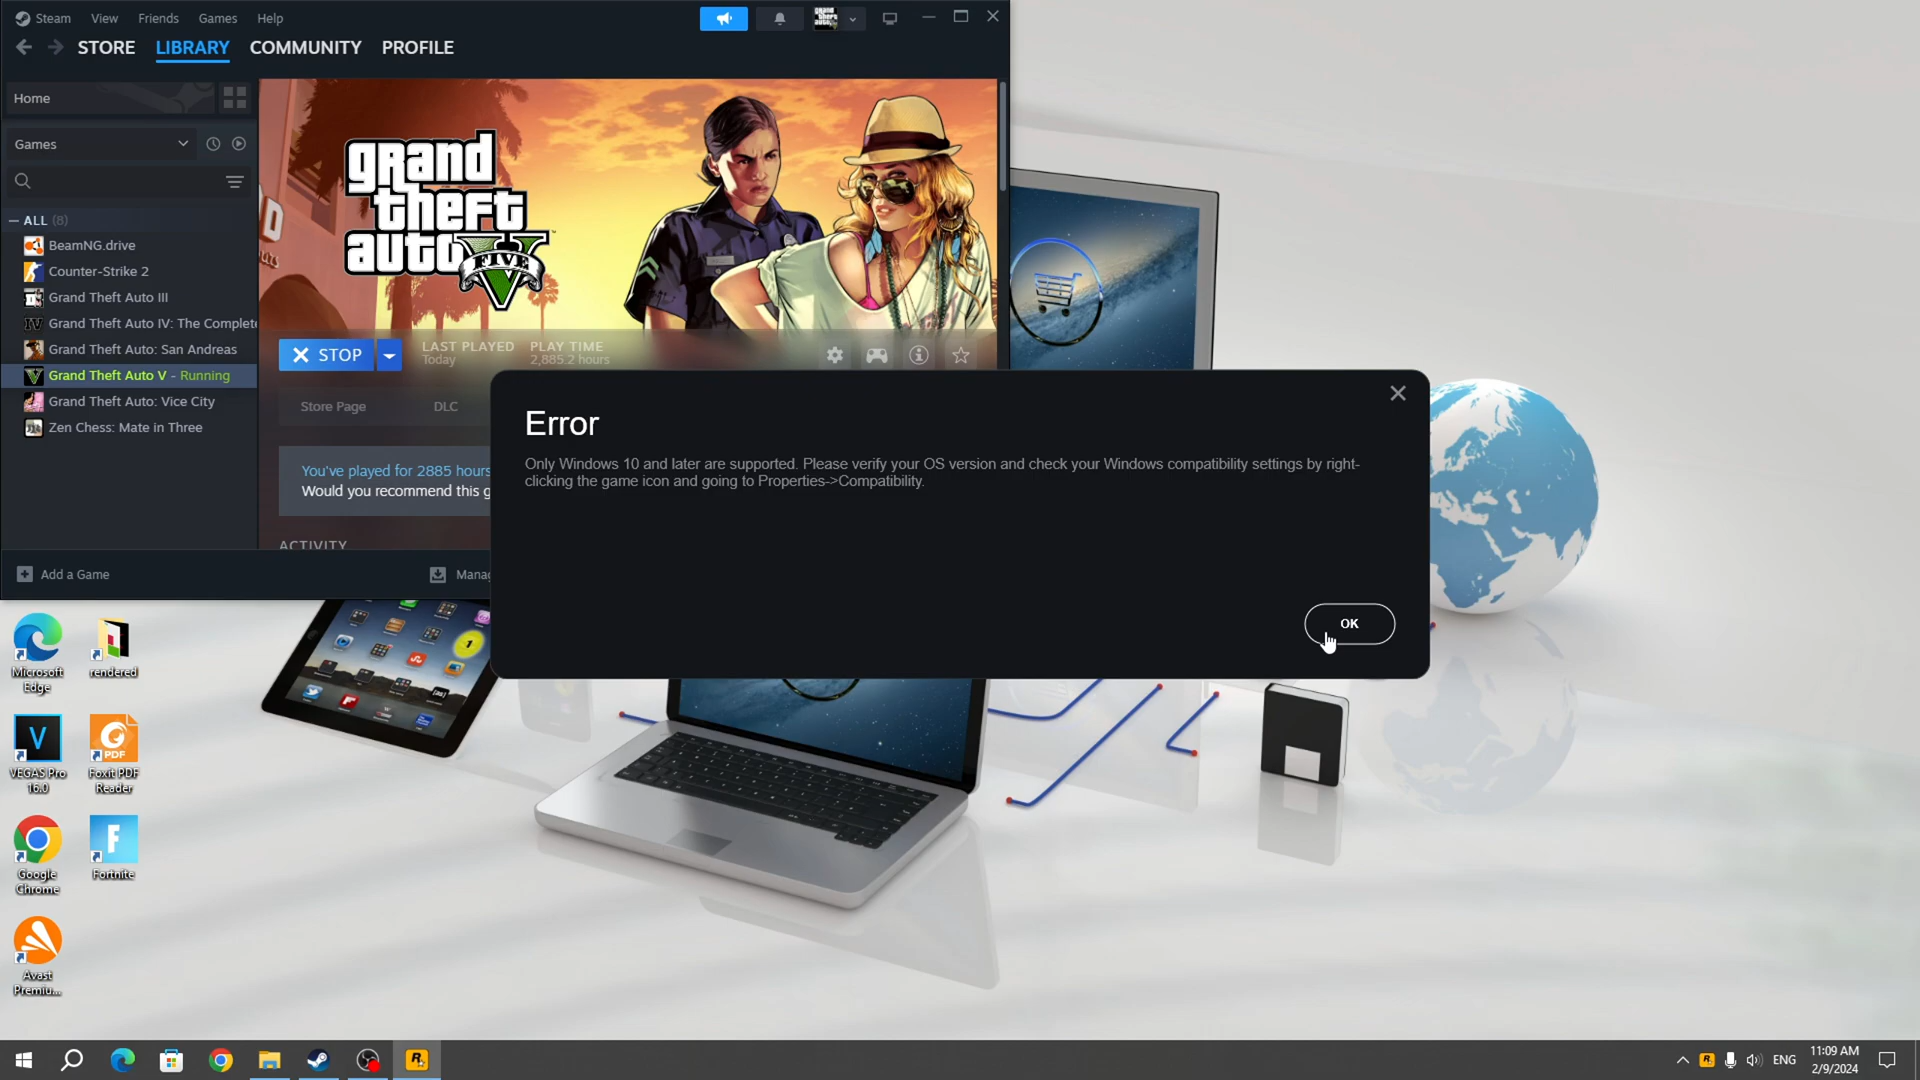 Steam View Friends Games Help
STORE LIBRARY COMMUNITY PROFILE
Home
Games
ALL (8)
BeamNG.drive
Counter-Strike 2
Grand Theft Auto III
Grand Theft Auto IV: The Complete
Grand Theft Auto: San Andreas
Grand Theft Auto V - Running
Grand Theft Auto: Vice City
Zen Chess: Mate in Three
Add a Game
grand
theft
auto V
FIVE
STOP
LAST PLAYED
Today
PLAY TIME
2,885.2 hours
Store Page DLC
You've played for 2885 hours
Would you recommend this g
ACTIVITY
Manag
Error
Only Windows 10 and later are supported. Please verify your OS version and check your Windows compatibility settings by right-
clicking the game icon and going to Properties->Compatibility.
OK
Microsoft
Edge
rendered
VEGAS Pro
16.0
Foxit PDF
Reader
Google
Chrome
Fortnite
Avast
Premiu...
ENG
11:09 AM
2/9/2024